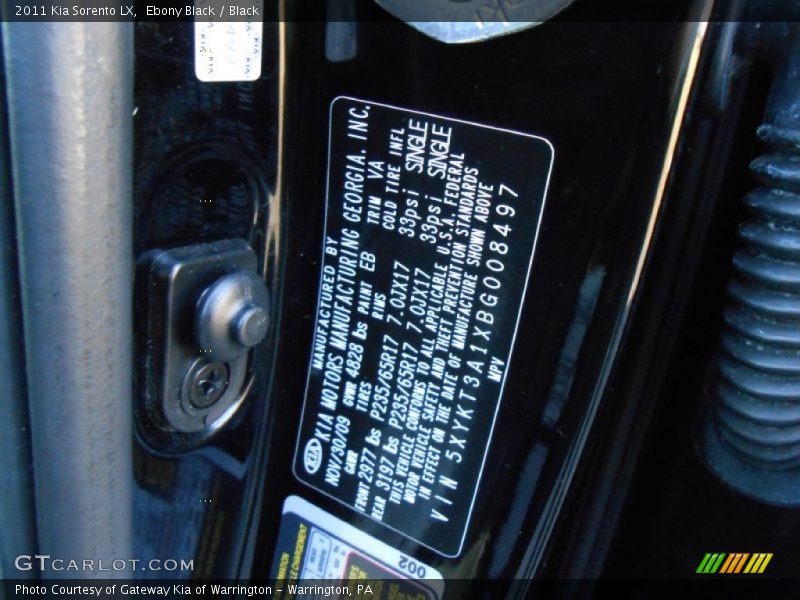 2011 Kia Sorento LX, Ebony Black / Black
MANUFACTURED BY
KIA KIA MOTORS MANUFACTURING GEORGIA. INC.
NOV/30/09 GVWR 4828 lbs PAINT EB TRIM VA
GAWR TIRES RIMS COLD TIRE INFL
FRONT 2977 lbs P235/65R17 7.0JX17 33psi SINGLE
REAR 3197 lbs P235/65R17 7.0JX17 33psi SINGLE
THIS VEHICLE CONFORMS TO ALL APPLICABLE U.S.A. FEDERAL
MOTOR VEHICLE SAFETY AND THEFT PREVENTION STANDARDS
IN EFFECT ON THE DATE OF MANUFACTURE SHOWN ABOVE
VIN 5XYKT3A1XBG008497
MPV
002
GTCARLOT.COM
Photo Courtesy of Gateway Kia of Warrington - Warrington, PA